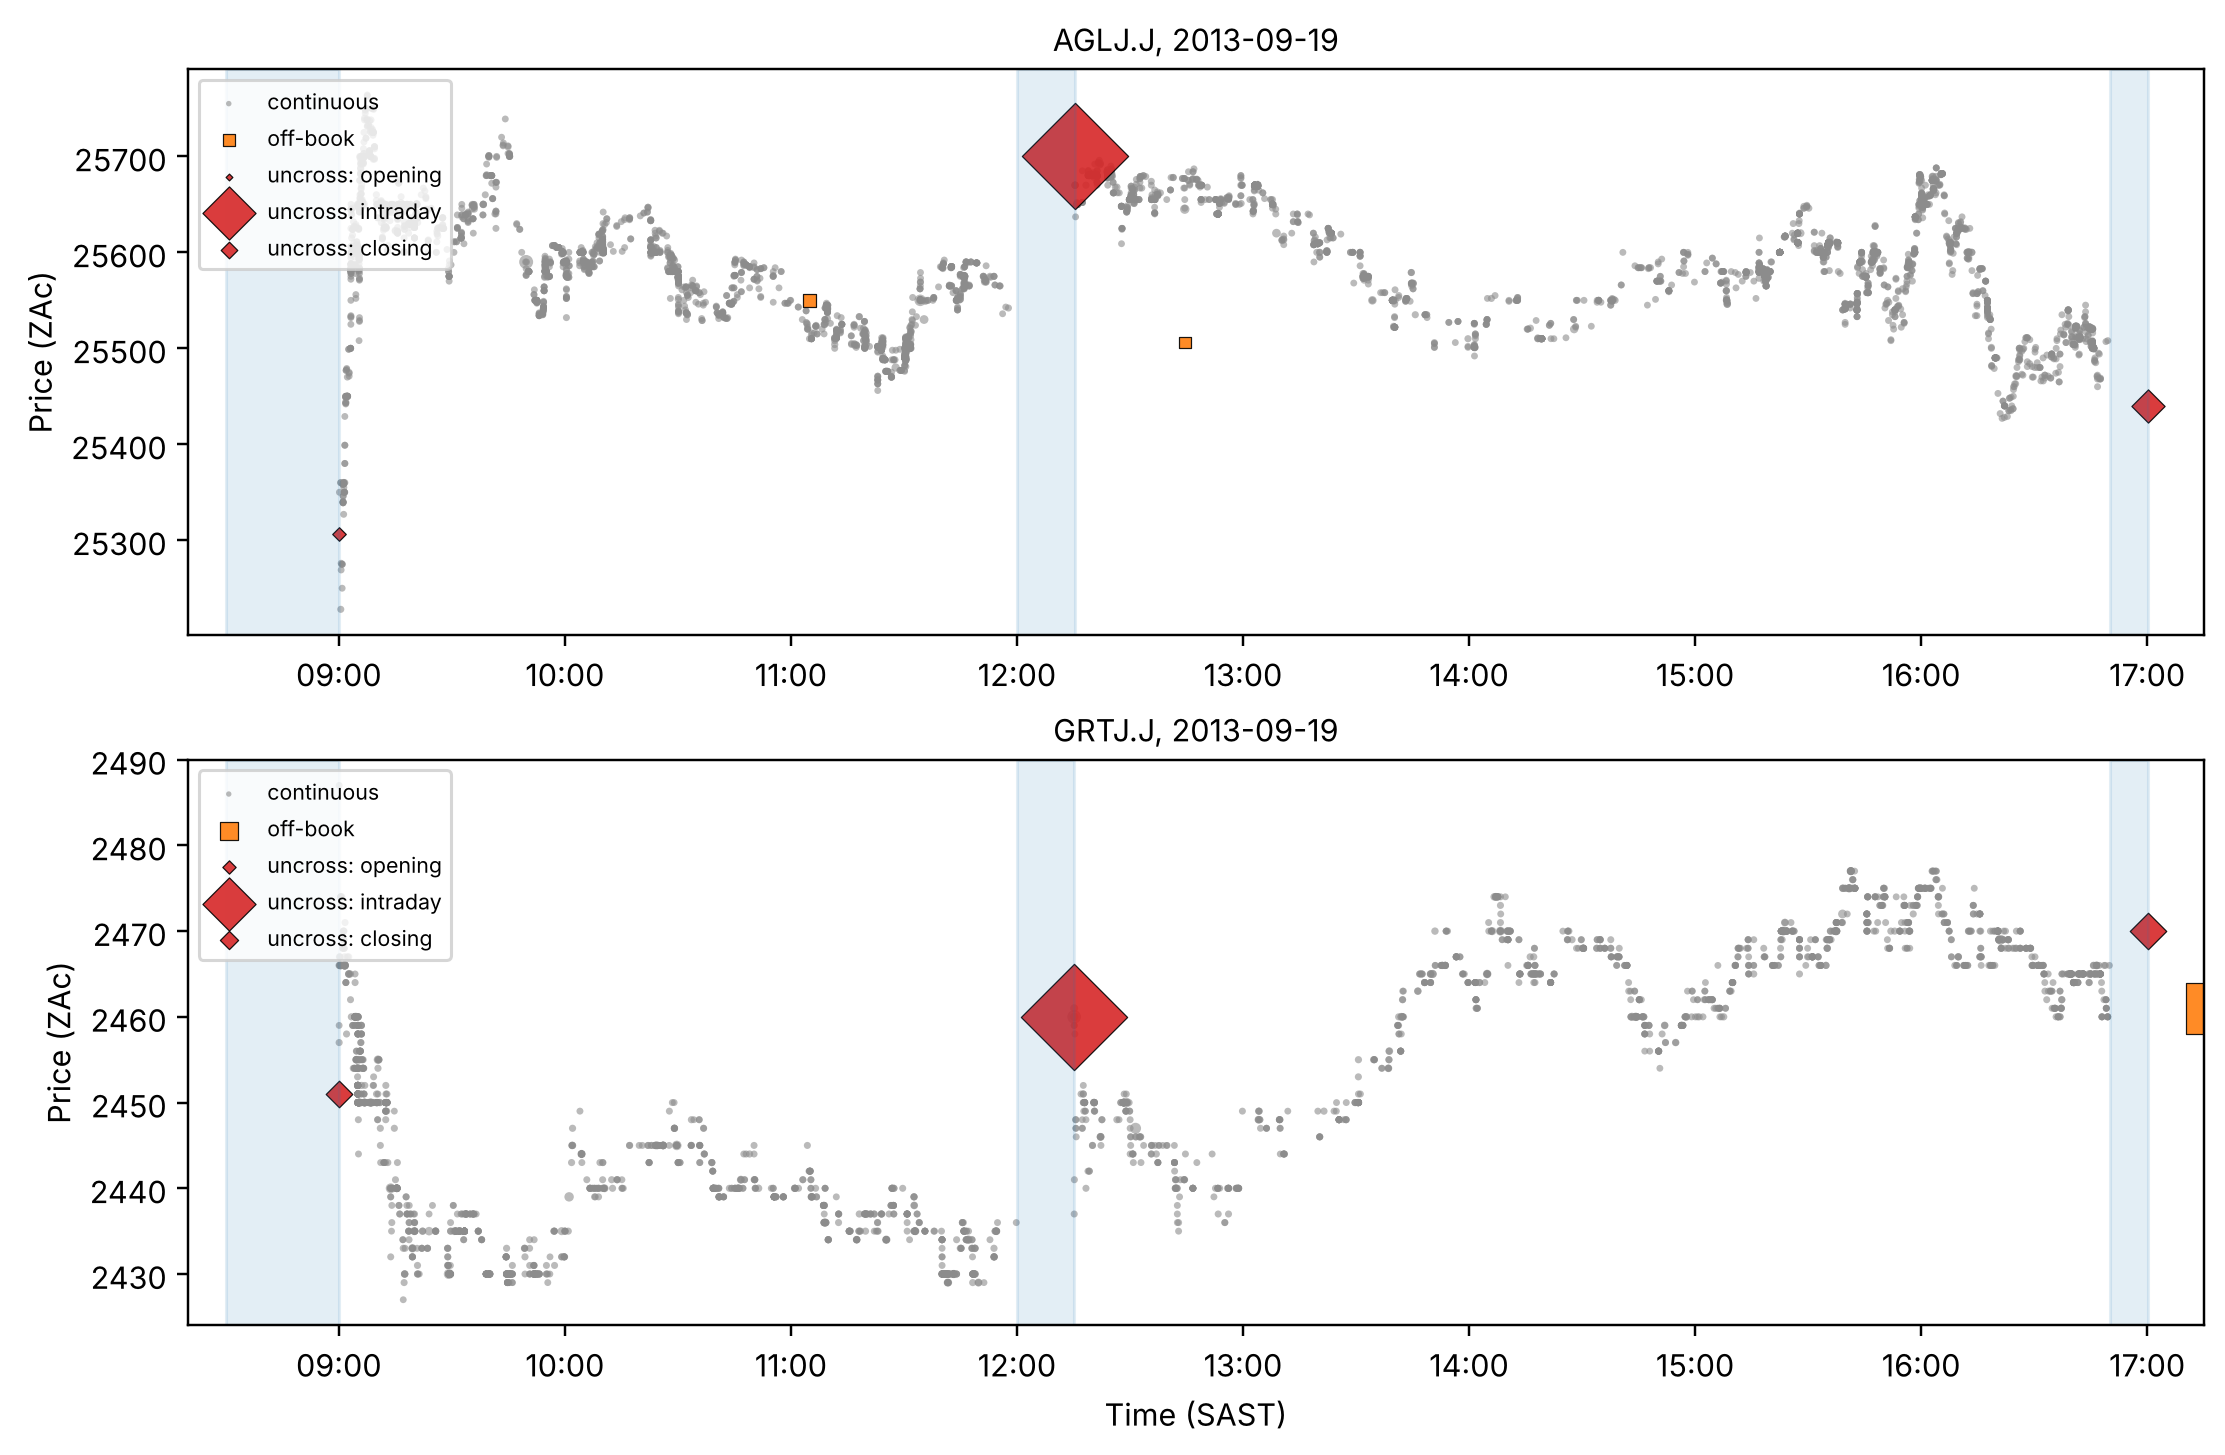 AGLJ.J, 2013-09-19
continuous
off-book
uncross: opening
uncross: intraday
uncross: closing
Price (ZAc)
25700
25600
25500
25400
25300
09:00 10:00 11:00 12:00 13:00 14:00 15:00 16:00 17:00
GRTJ.J, 2013-09-19
continuous
off-book
uncross: opening
uncross: intraday
uncross: closing
Price (ZAc)
2490
2480
2470
2460
2450
2440
2430
09:00 10:00 11:00 12:00 13:00 14:00 15:00 16:00 17:00
Time (SAST)